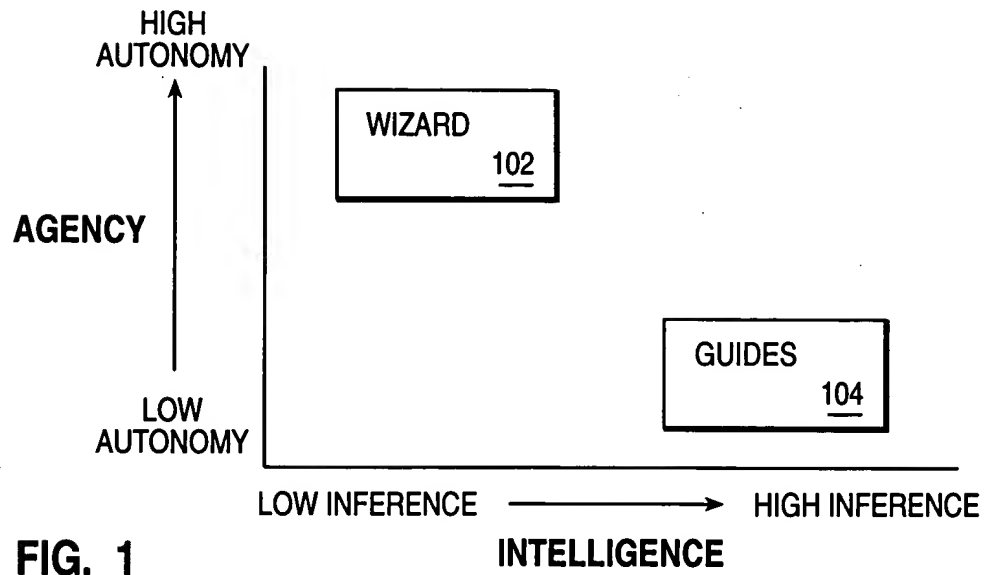 HIGH
AUTONOMY
WIZARD
102
AGENCY
GUIDES
104
LOW
AUTONOMY
LOW INFERENCE
HIGH INFERENCE
INTELLIGENCE
FIG. 1